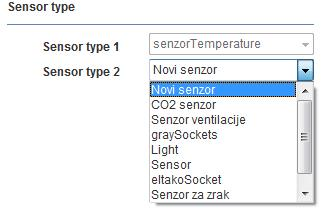 Sensor type
Sensor type 1 senzorTemperature
Sensor type 2 Novi senzor
Novi senzor
CO2 senzor
Senzor ventilacije
graySockets
Light
Sensor
eltakoSocket
Senzor za zrak